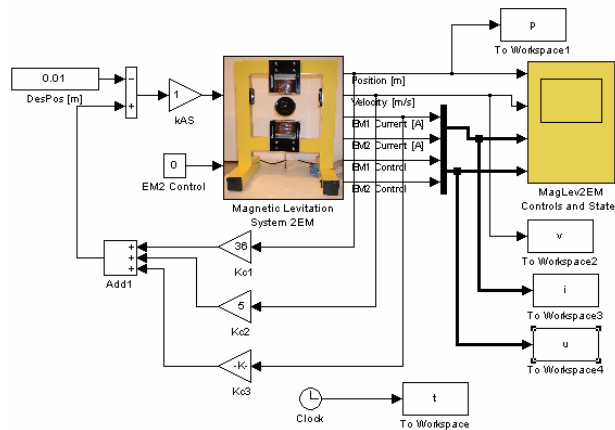 p
To Workspace1
0.01
DesPos [m]
−
+
1
kAS
Position [m]
Velocity [m/s]
EM1 Current [A]
EM2 Current [A]
EM1 Control
EM2 Control
0
EM2 Control
Magnetic Levitation
System 2EM
MagLev2EM
Controls and State
v
To Workspace2
+
+
+
Add1
36
Kc1
5
Kc2
-K-
Kc3
i
To Workspace3
u
To Workspace4
Clock
t
To Workspace